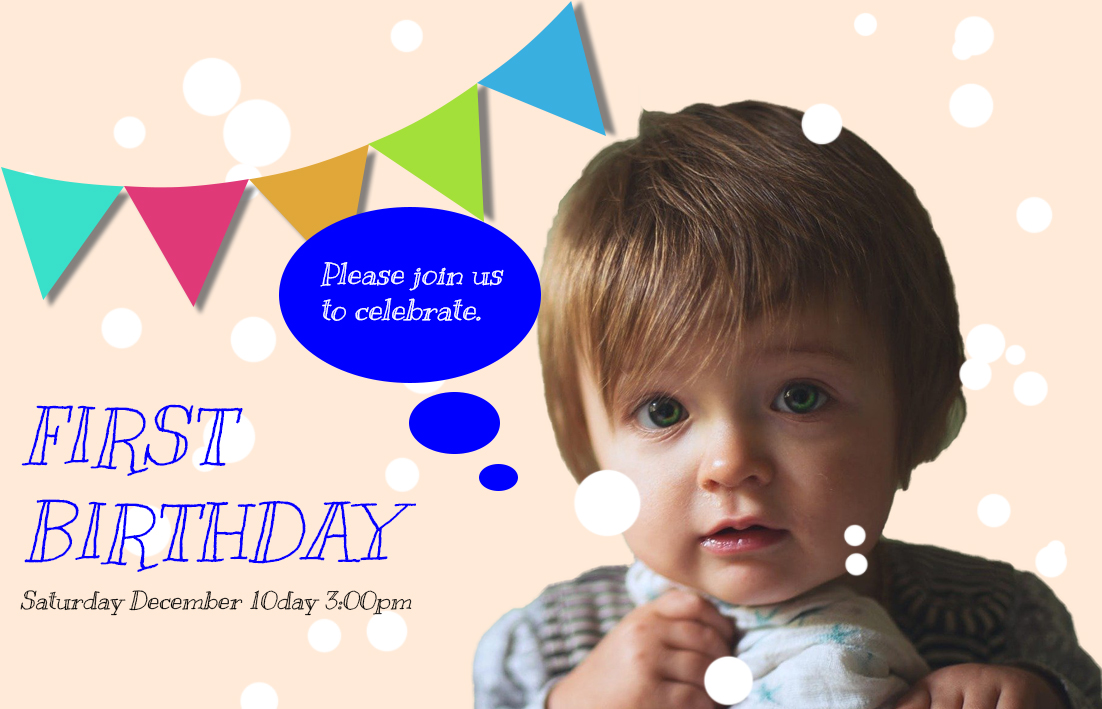 Please join us
to celebrate.
FIRST
BIRTHDAY
Saturday December 10day 3:00pm